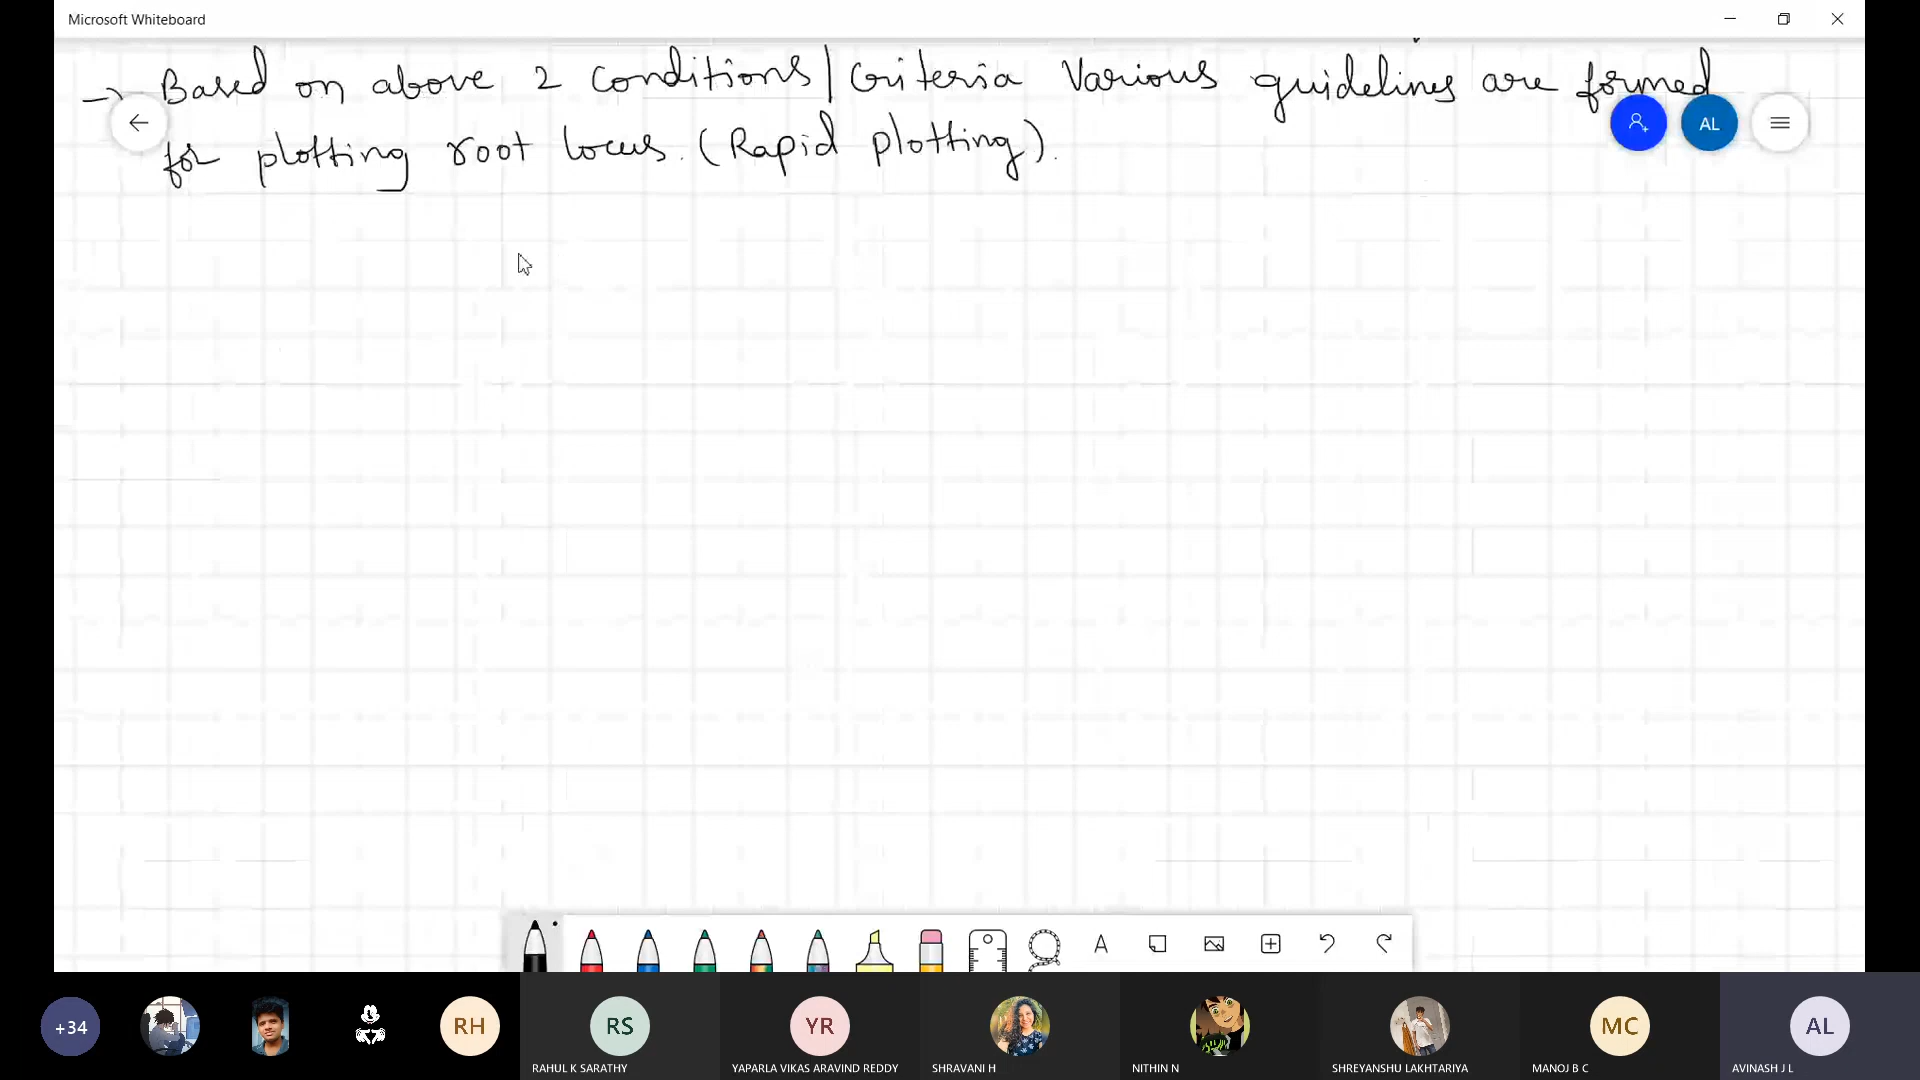 Microsoft Whiteboard
→ Based on above 2 conditions/criteria various guidelines are formed
for plotting root locus. (Rapid plotting).
AL
A
+34
RH
RS
YR
MC
AL
RAHUL K SARATHY
YAPARLA VIKAS ARAVIND REDDY
SHRAVANI H
NITHIN N
SHREYANSHU LAKHTARIYA
MANOJ B C
AVINASH J L